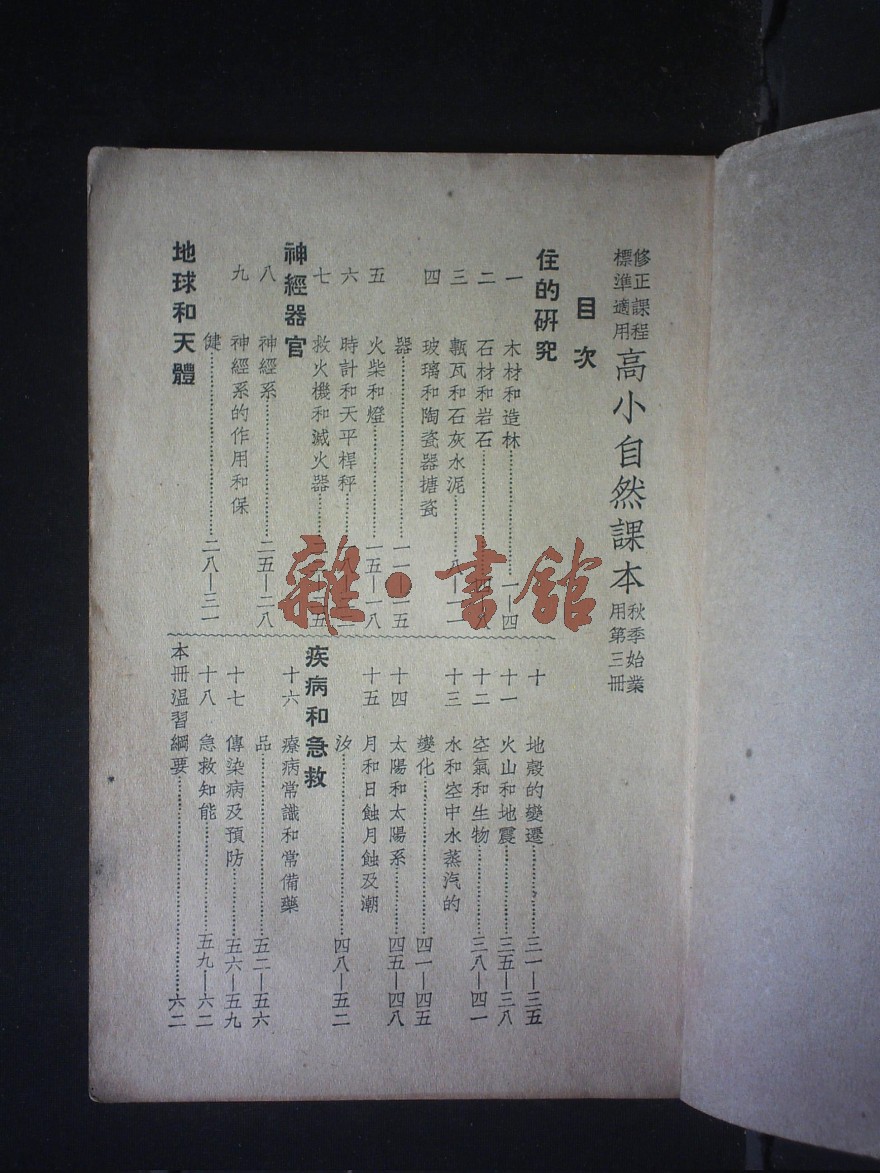 修正課程
標準適用
高小自然課本
秋季始業
用第三冊
目次
住的研究
一 木材和造林……一—四
二 石材和岩石……四—八
三 甎瓦和石灰水泥……八—一一
四 玻璃和陶瓷器搪瓷
器……一一—一五
五 火柴和燈……一五—一八
六 時計和天平桿秤……
七 救火機和滅火器……
神經器官
八 神經系……二五—二八
九 神經系的作用和保
健……二八—三一
地球和天體
十 地殼的變遷……三一—三五
十一 火山和地震……三五—三八
十二 空氣和生物……三八—四一
十三 水和空中水蒸汽的
變化……四一—四五
十四 太陽和太陽系……四五—四八
十五 月和日蝕月蝕及潮
汐……四八—五二
疾病和急救
十六 療病常識和常備藥
品……五二—五六
十七 傳染病及預防……五六—五九
十八 急救知能……五九—六二
本冊温習綱要……六二
雜·書館